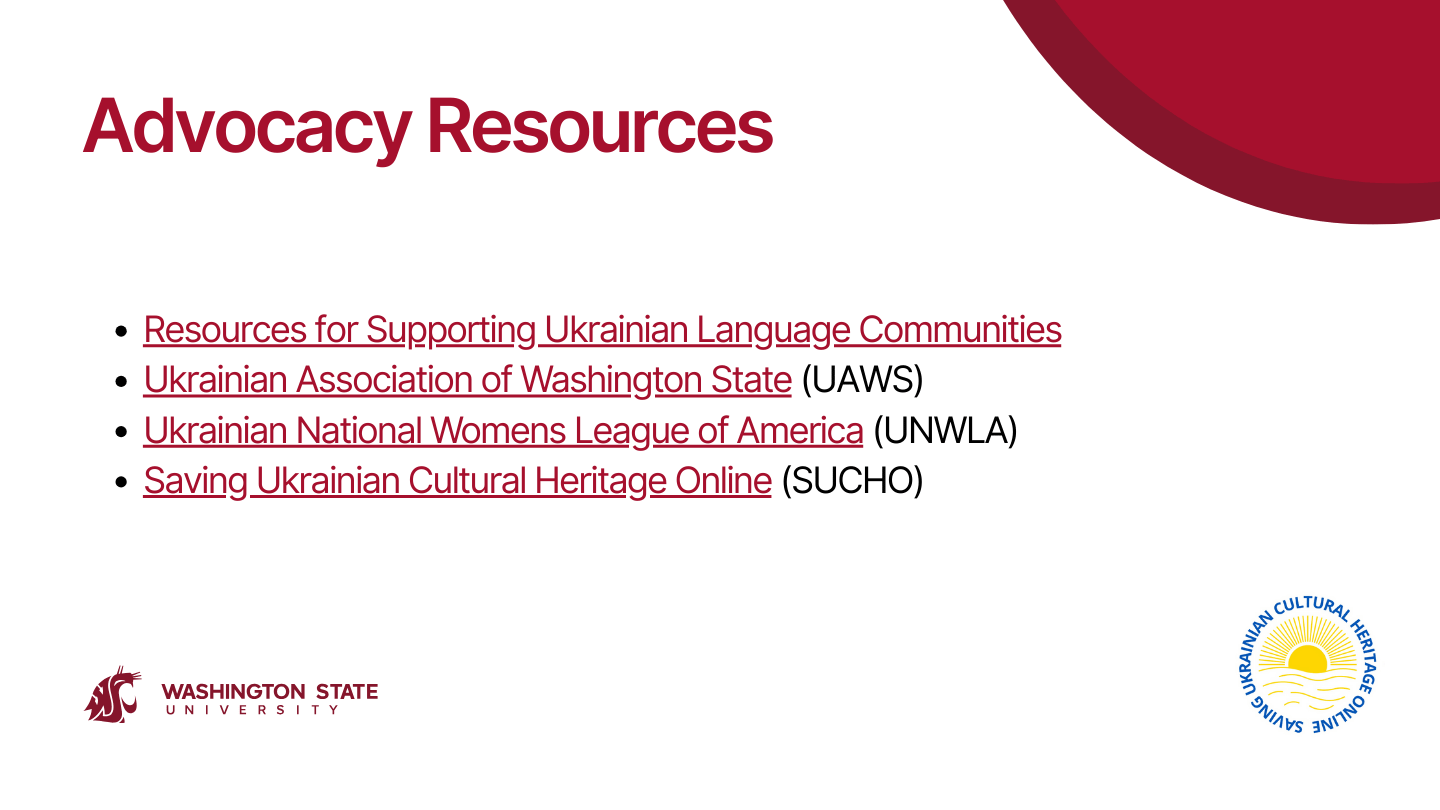 Advocacy Resources
• Resources for Supporting Ukrainian Language Communities
• Ukrainian Association of Washington State (UAWS)
• Ukrainian National Womens League of America (UNWLA)
• Saving Ukrainian Cultural Heritage Online (SUCHO)
WASHINGTON STATE
UNIVERSITY
SAVING UKRAINIAN CULTURAL HERITAGE ONLINE